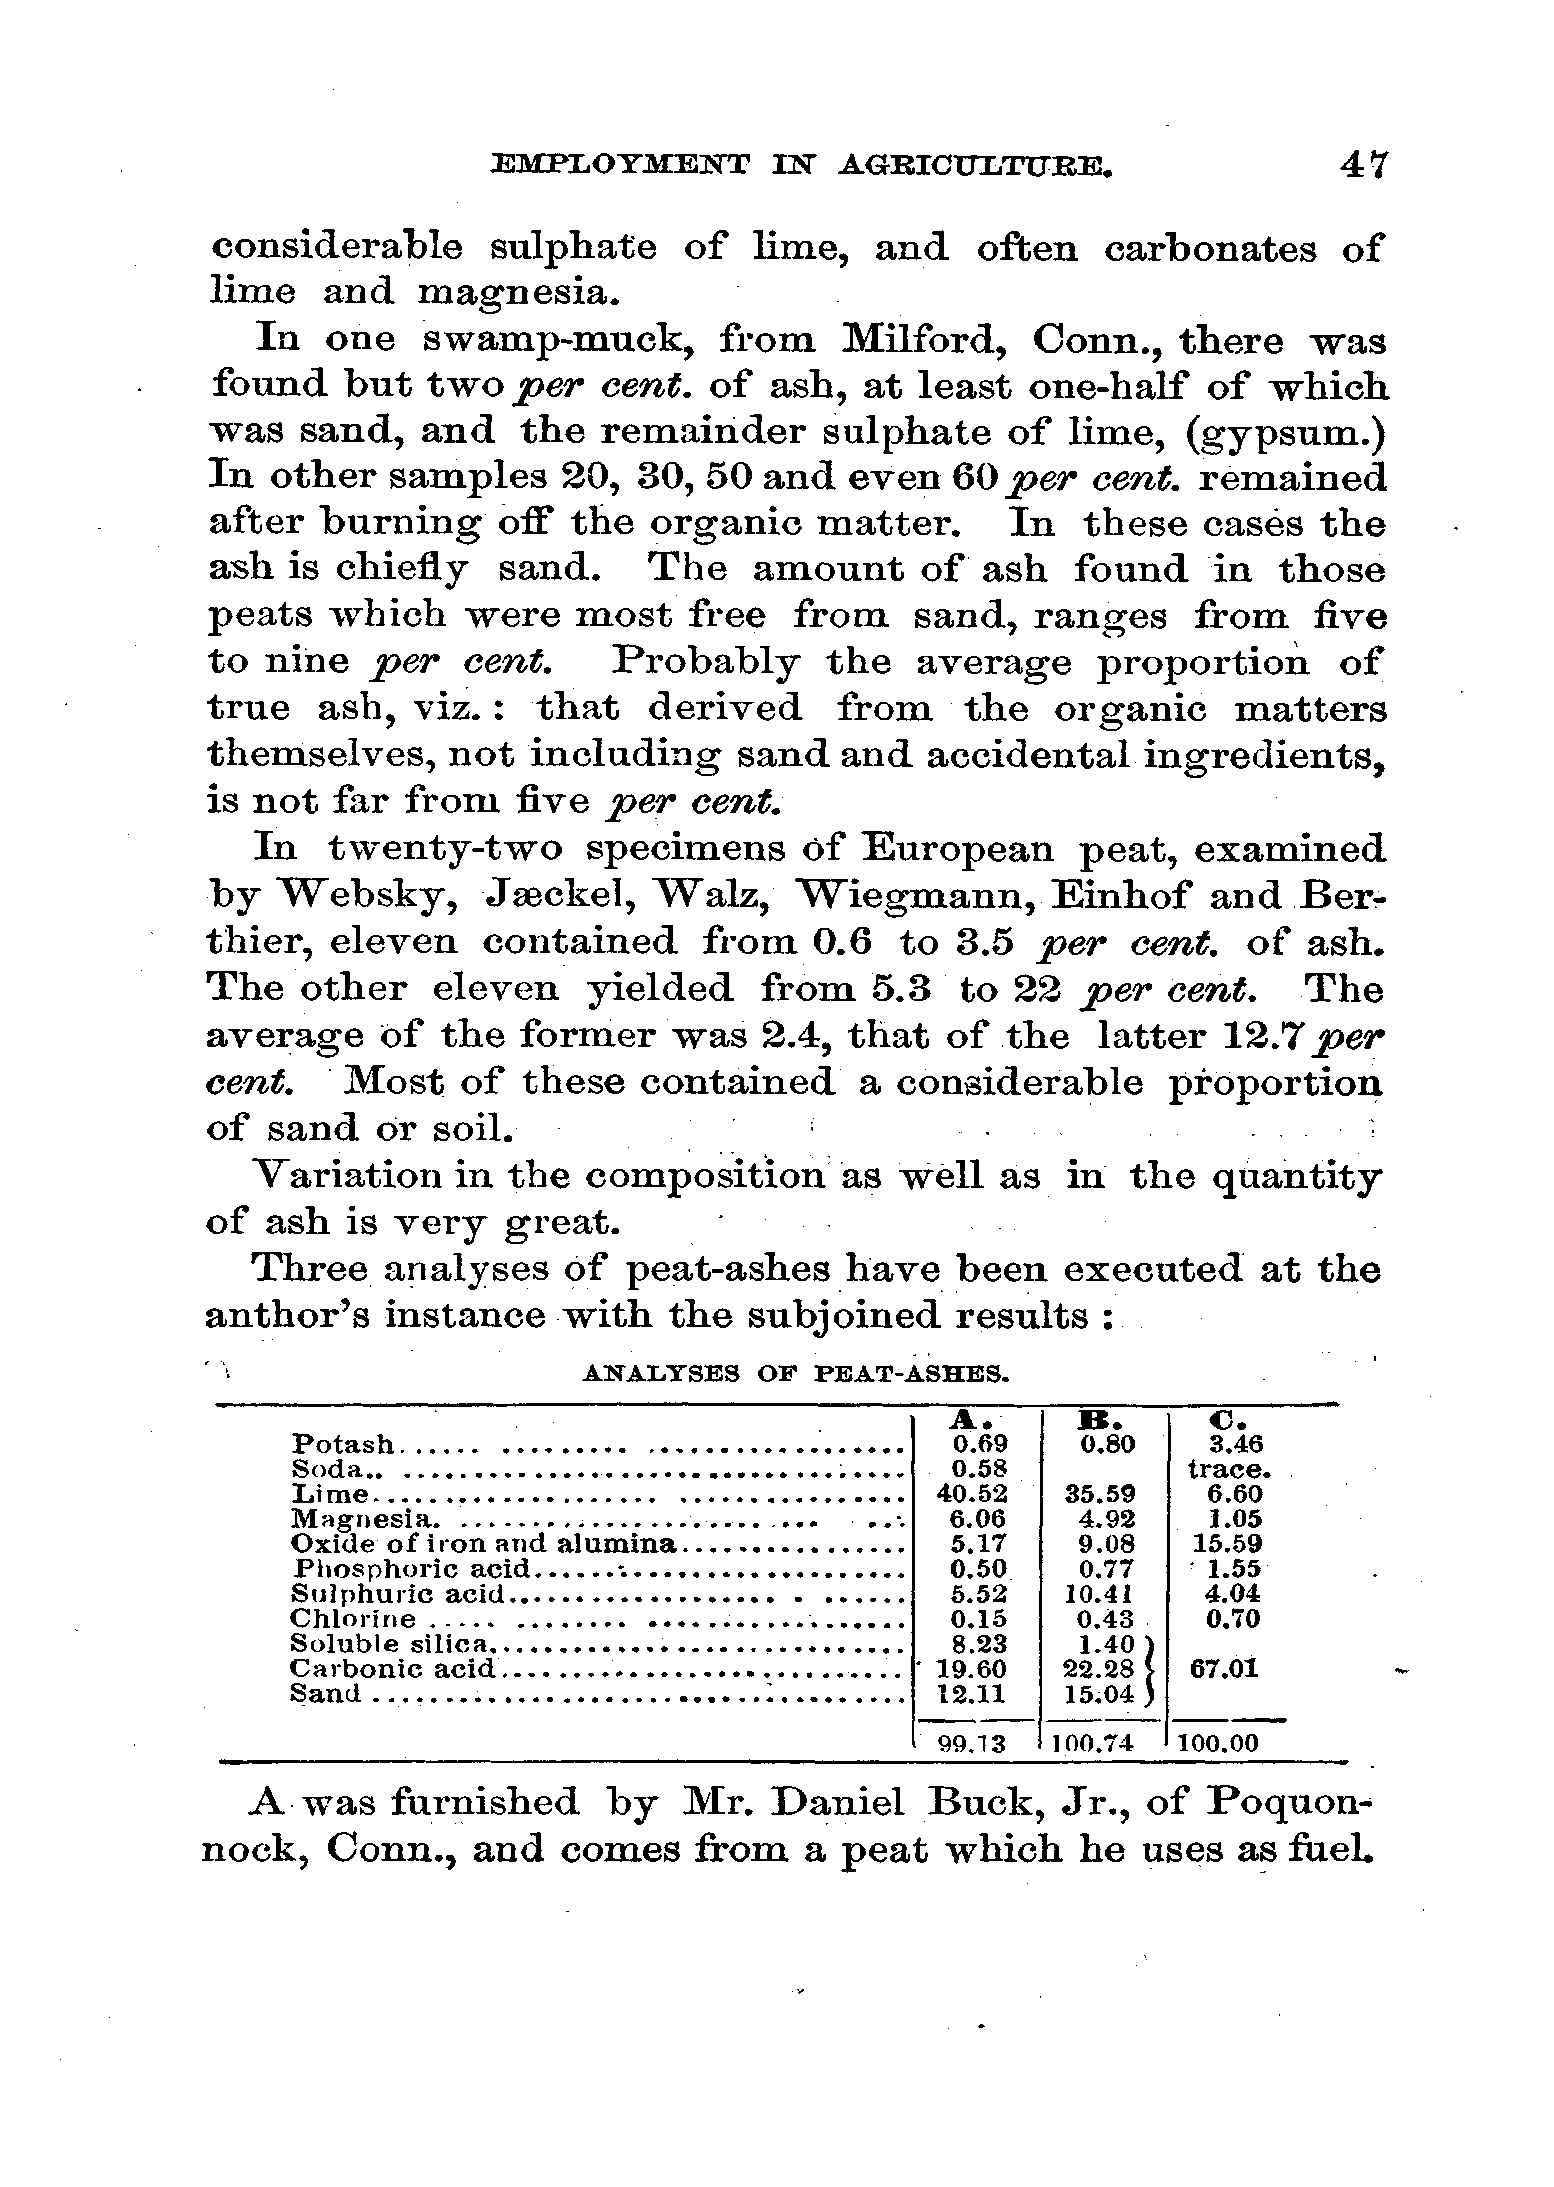 EMPLOYMENT IN AGRICULTURE. 47
considerable sulphate of lime, and often carbonates of
lime and magnesia.
In one swamp-muck, from Milford, Conn., there was
found but two per cent. of ash, at least one-half of which
was sand, and the remainder sulphate of lime, (gypsum.)
In other samples 20, 30, 50 and even 60 per cent. remained
after burning off the organic matter. In these cases the
ash is chiefly sand. The amount of ash found in those
peats which were most free from sand, ranges from five
to nine per cent. Probably the average proportion of
true ash, viz. : that derived from the organic matters
themselves, not including sand and accidental ingredients,
is not far from five per cent.
In twenty-two specimens of European peat, examined
by Websky, Jæckel, Walz, Wiegmann, Einhof and Ber-
thier, eleven contained from 0.6 to 3.5 per cent. of ash.
The other eleven yielded from 5.3 to 22 per cent. The
average of the former was 2.4, that of the latter 12.7 per
cent. Most of these contained a considerable proportion
of sand or soil.
Variation in the composition as well as in the quantity
of ash is very great.
Three analyses of peat-ashes have been executed at the
anthor's instance with the subjoined results :
ANALYSES OF PEAT-ASHES.
A. B. C.
Potash 0.69 0.80 3.46
Soda 0.58 trace.
Lime 40.52 35.59 6.60
Magnesia. 6.06 4.92 1.05
Oxide of iron and alumina 5.17 9.08 15.59
Phosphoric acid 0.50 0.77 1.55
Sulphuric acid 5.52 10.41 4.04
Chlorine 0.15 0.43 0.70
Soluble silica 8.23 1.40
Carbonic acid 19.60 22.28 67.01
Sand 12.11 15.04
99.13 100.74 100.00
A was furnished by Mr. Daniel Buck, Jr., of Poquon-
nock, Conn., and comes from a peat which he uses as fuel.